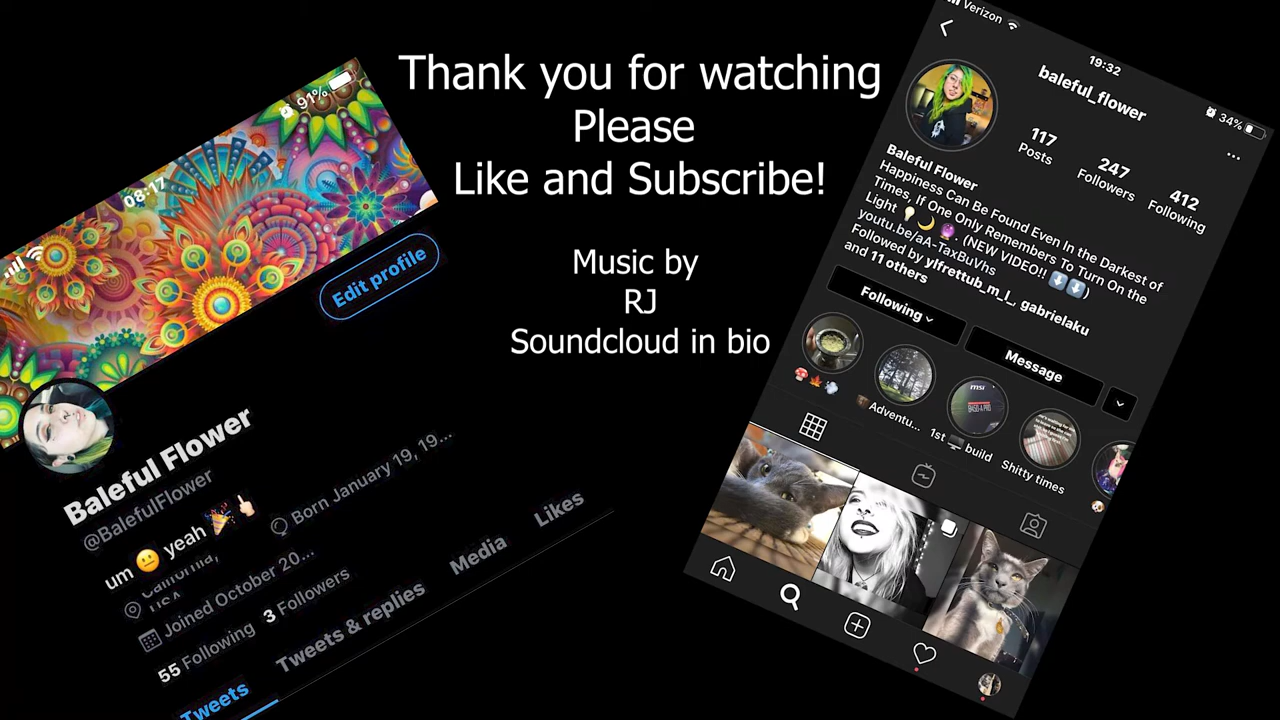 Thank you for watching
Please
Like and Subscribe!
Music by
RJ
Soundcloud in bio
91%
08:17
Edit profile
Baleful Flower
@BalefulFlower
um 😐 yeah 🎉🖕🏻
California,
USA
Born January 19, 19...
Joined October 20...
55 Following 3 Followers
Tweets
Tweets & replies
Media
Likes
Verizon
19:32
34%
baleful_flower
117
Posts
247
Followers
412
Following
Baleful Flower
Happiness Can Be Found Even In the Darkest of
Times, If One Only Remembers To Turn On the
Light 💡🌙🔮. (NEW VIDEO!! ⬇️⬇️)
youtu.be/aA-TaxBuVhs
Followed by ylfrettub_m_i_, gabrielaku
and 11 others
Following
Message
🍄🍁💨
Adventu...
1st 🖥️ build
Shitty times
msi